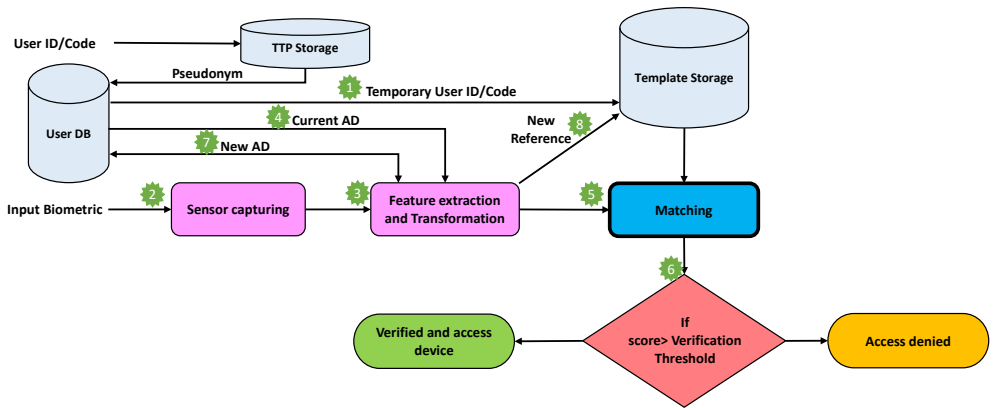 User ID/Code
TTP Storage
Pseudonym
Template Storage
1
Temporary User ID/Code
User DB
4
Current AD
New
Reference
8
7
New AD
Input Biometric
2
Sensor capturing
3
Feature extraction
and Transformation
5
Matching
6
If
score> Verification
Threshold
Verified and access
device
Access denied